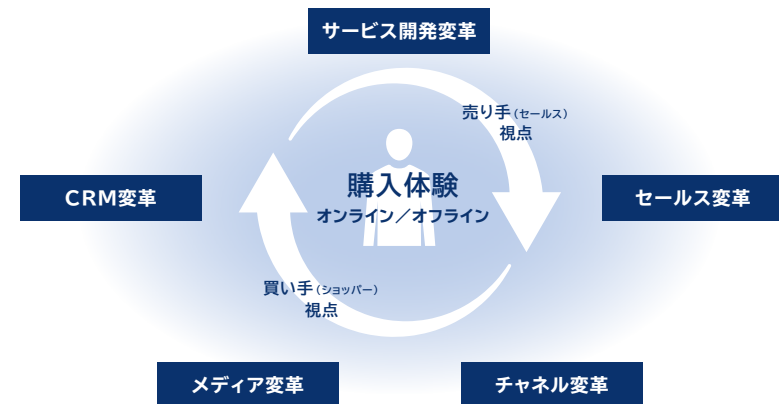 サービス開発変革
売り手(セールス)
視点
購入体験
オンライン／オフライン
CRM変革
セールス変革
買い手(ショッパー)
視点
メディア変革
チャネル変革